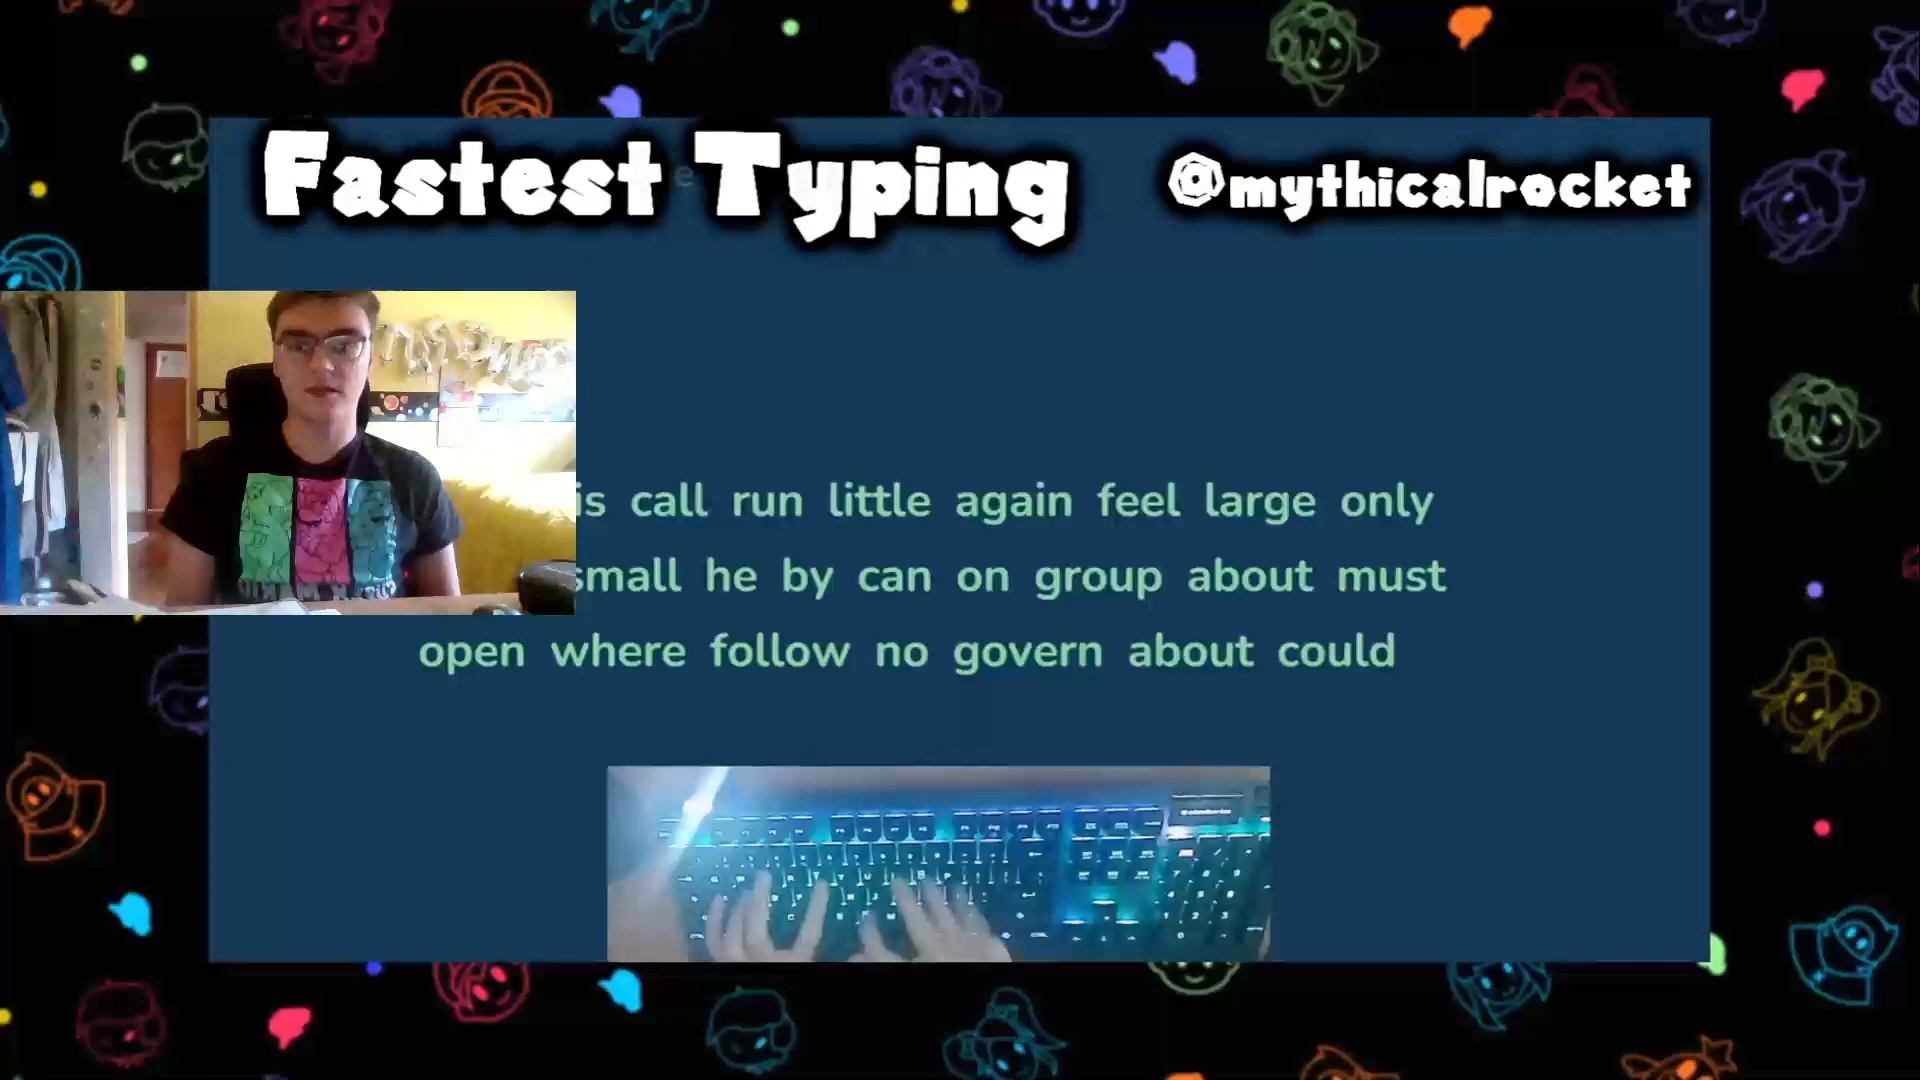 Fastest Typing @mythicalrocket
is call run little again feel large only
small he by can on group about must
open where follow no govern about could